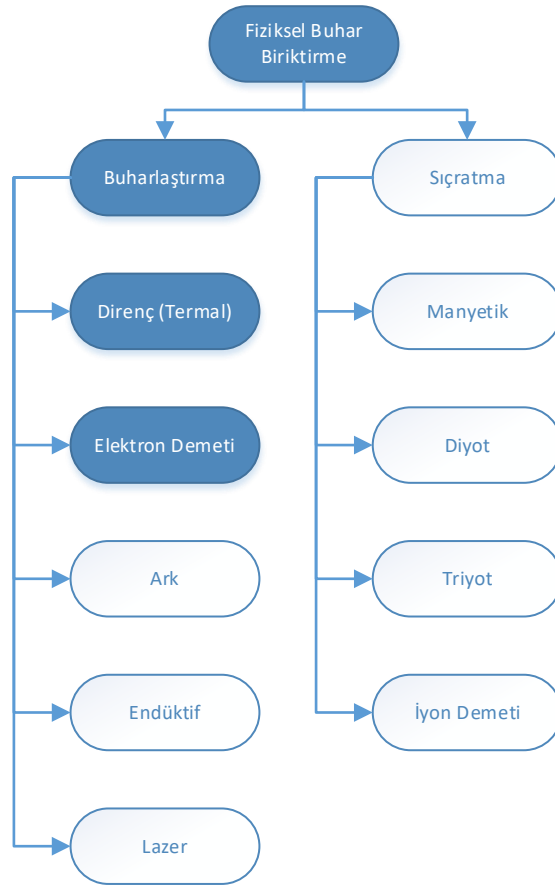 Fiziksel Buhar
Biriktirme
Buharlaştırma
Sıçratma
Direnç (Termal)
Manyetik
Elektron Demeti
Diyot
Ark
Triyot
Endüktif
İyon Demeti
Lazer